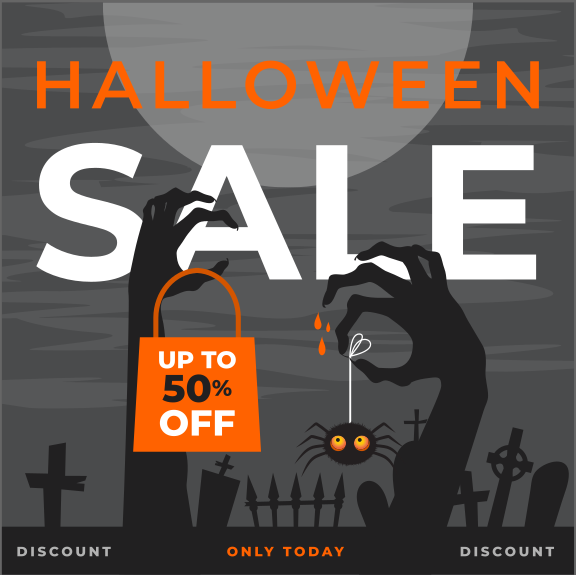 HALLOWEEN
SALE
UP TO
50%
OFF
DISCOUNT
ONLY TODAY
DISCOUNT